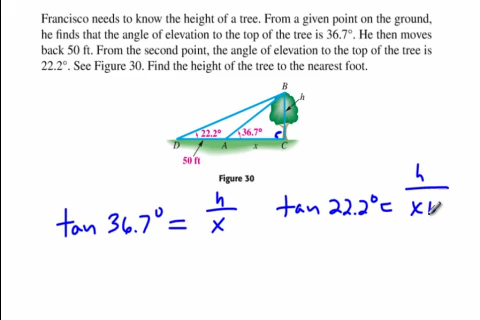 Francisco needs to know the height of a tree. From a given point on the ground,
he finds that the angle of elevation to the top of the tree is 36.7°. He then moves
back 50 ft. From the second point, the angle of elevation to the top of the tree is
22.2°. See Figure 30. Find the height of the tree to the nearest foot.
B
h
22.2°
36.7°
D
A
x
C
50 ft
Figure 30
tan 36.7° = h/x
tan 22.2° = h/x